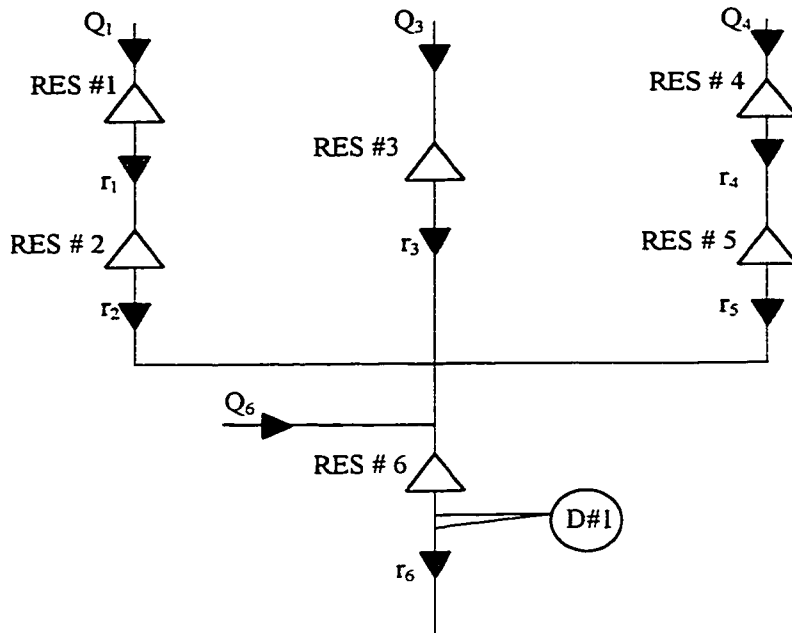 Q₁
Q₃
Q₄
RES #1
RES # 4
RES #3
r₁
r₄
RES # 2
r₃
RES # 5
r₂
r₅
Q₆
RES # 6
D#1
r₆